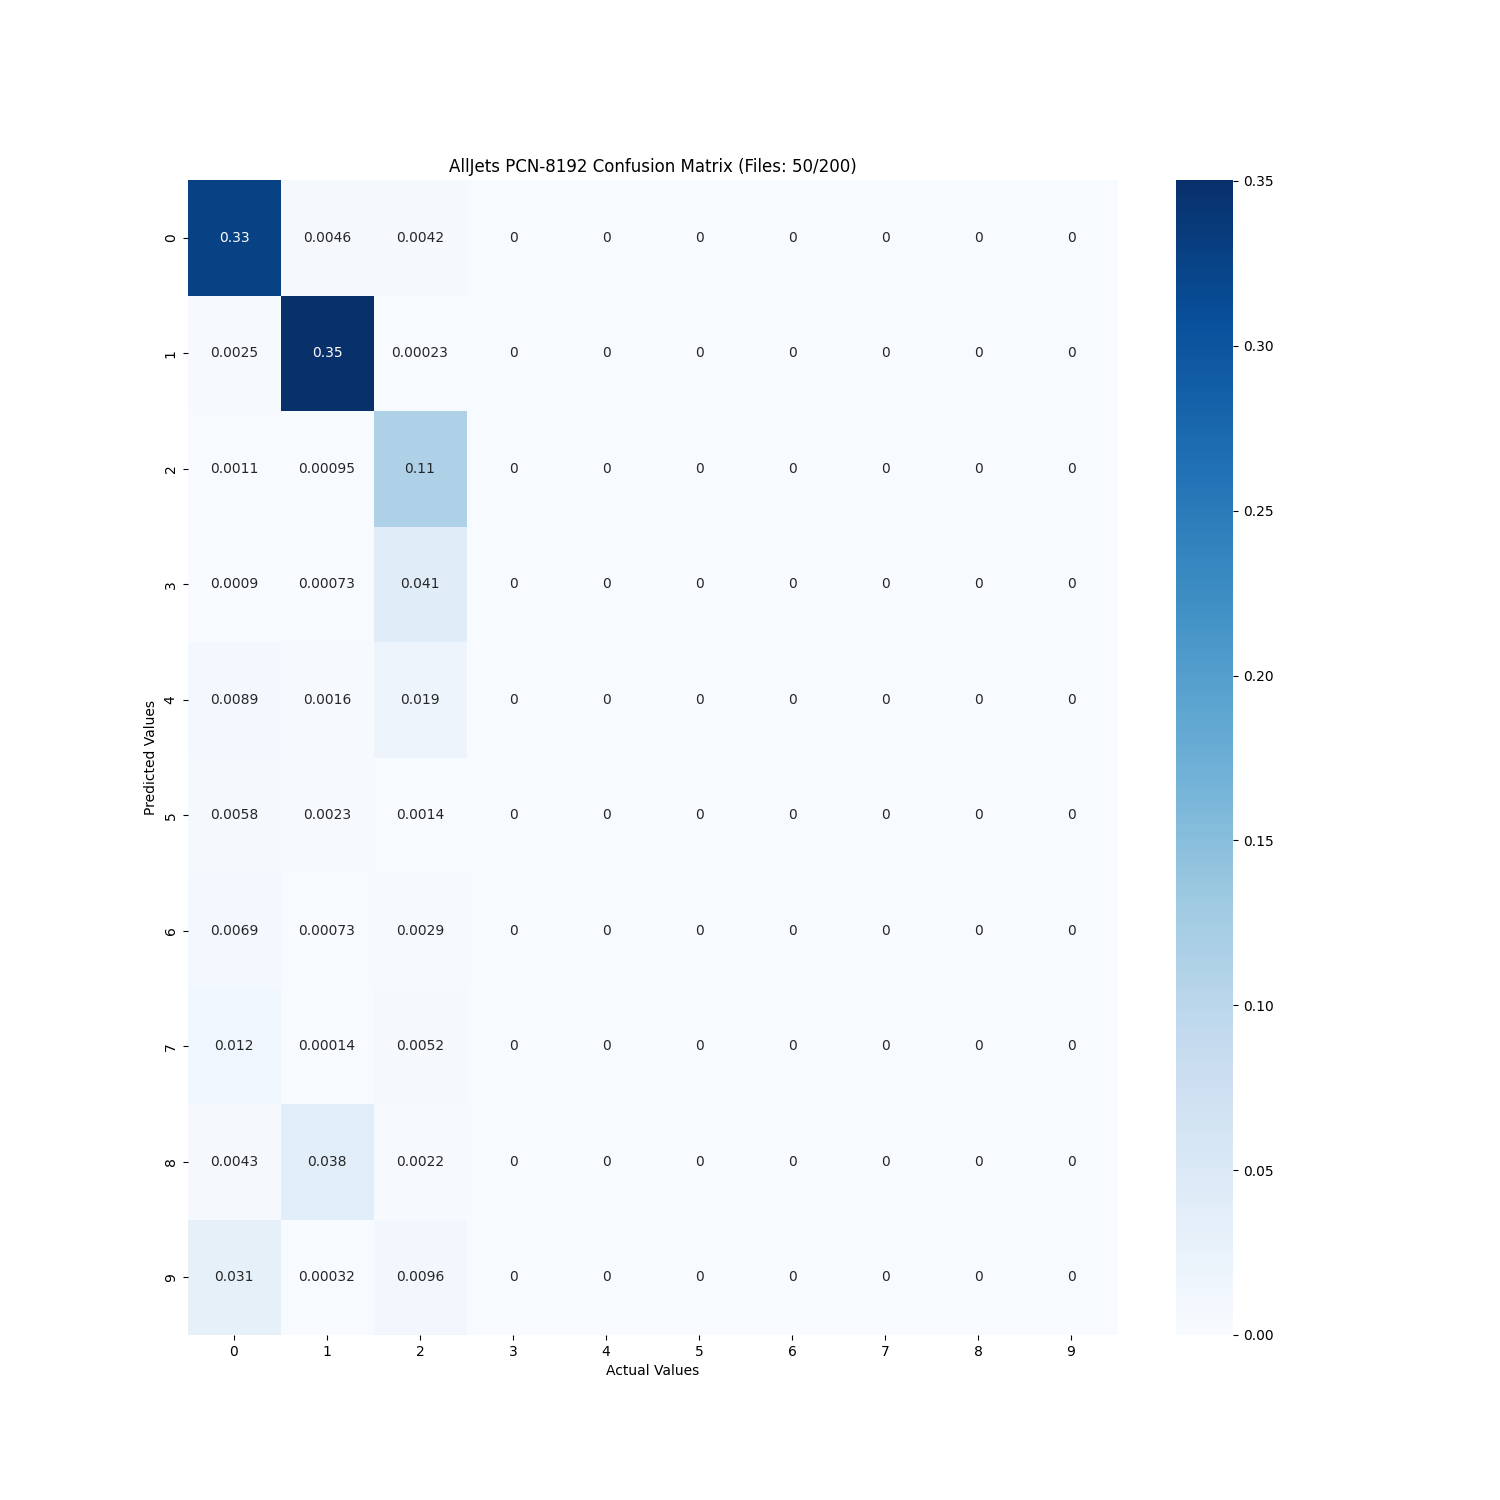 AllJets PCN-8192 Confusion Matrix (Files: 50/200)
0 0.33 0.0046 0.0042 0 0 0 0 0 0 0
1 0.0025 0.35 0.00023 0 0 0 0 0 0 0
2 0.0011 0.00095 0.11 0 0 0 0 0 0 0
3 0.0009 0.00073 0.041 0 0 0 0 0 0 0
4 0.0089 0.0016 0.019 0 0 0 0 0 0 0
5 0.0058 0.0023 0.0014 0 0 0 0 0 0 0
6 0.0069 0.00073 0.0029 0 0 0 0 0 0 0
7 0.012 0.00014 0.0052 0 0 0 0 0 0 0
8 0.0043 0.038 0.0022 0 0 0 0 0 0 0
9 0.031 0.00032 0.0096 0 0 0 0 0 0 0
0 1 2 3 4 5 6 7 8 9
Actual Values
Predicted Values
0.35
0.30
0.25
0.20
0.15
0.10
0.05
0.00